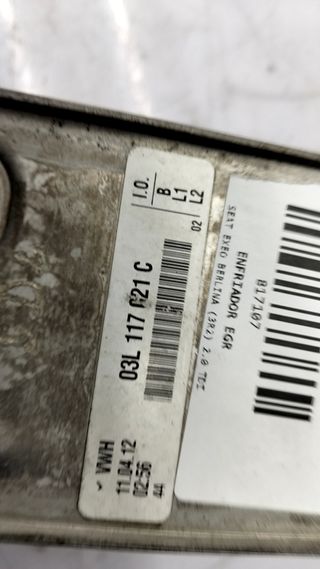 I.O.
B
L1
L2
02
03L 117 021 C
VWH
11.04.12
02:56
44
817107
ENFRIADOR EGR
SEAT EXEO BERLINA (3R2) 2.0 TDI